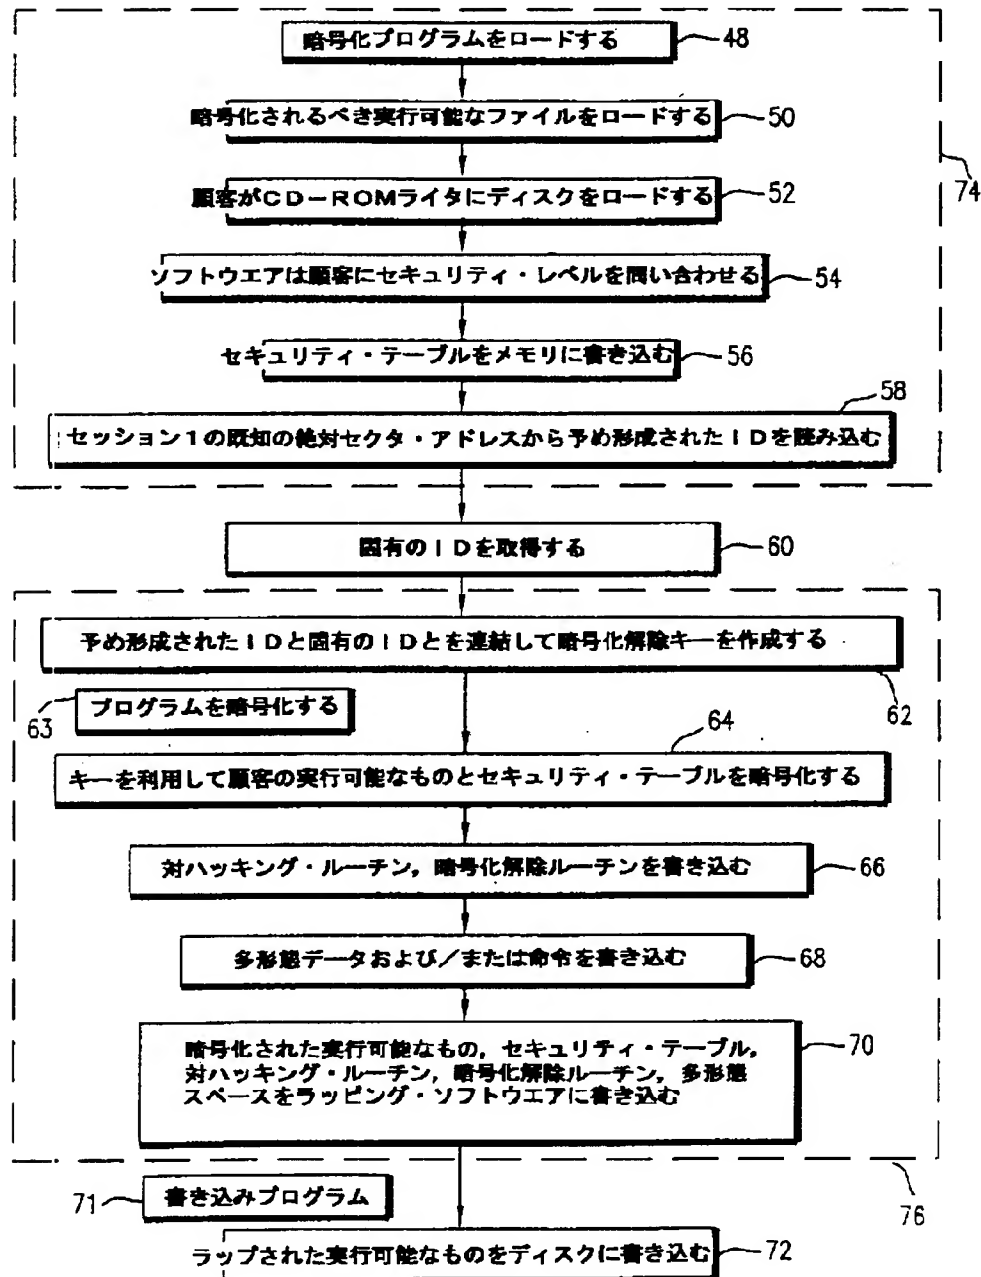 暗号化プログラムをロードする
48
暗号化されるべき実行可能なファイルをロードする
50
顧客がCD−ROMライタにディスクをロードする
52
74
ソフトウエアは顧客にセキュリティ・レベルを問い合わせる
54
セキュリティ・テーブルをメモリに書き込む
56
58
セッション1の既知の絶対セクタ・アドレスから予め形成されたIDを読み込む
固有のIDを取得する
60
予め形成されたIDと固有のIDとを連結して暗号化解除キーを作成する
62
プログラムを暗号化する
63
64
キーを利用して顧客の実行可能なものとセキュリティ・テーブルを暗号化する
対ハッキング・ルーチン，暗号化解除ルーチンを書き込む
66
多形態データおよび／または命令を書き込む
68
暗号化された実行可能なもの，セキュリティ・テーブル，
対ハッキング・ルーチン，暗号化解除ルーチン，多形態
スペースをラッピング・ソフトウエアに書き込む
70
76
71
書き込みプログラム
ラップされた実行可能なものをディスクに書き込む
72